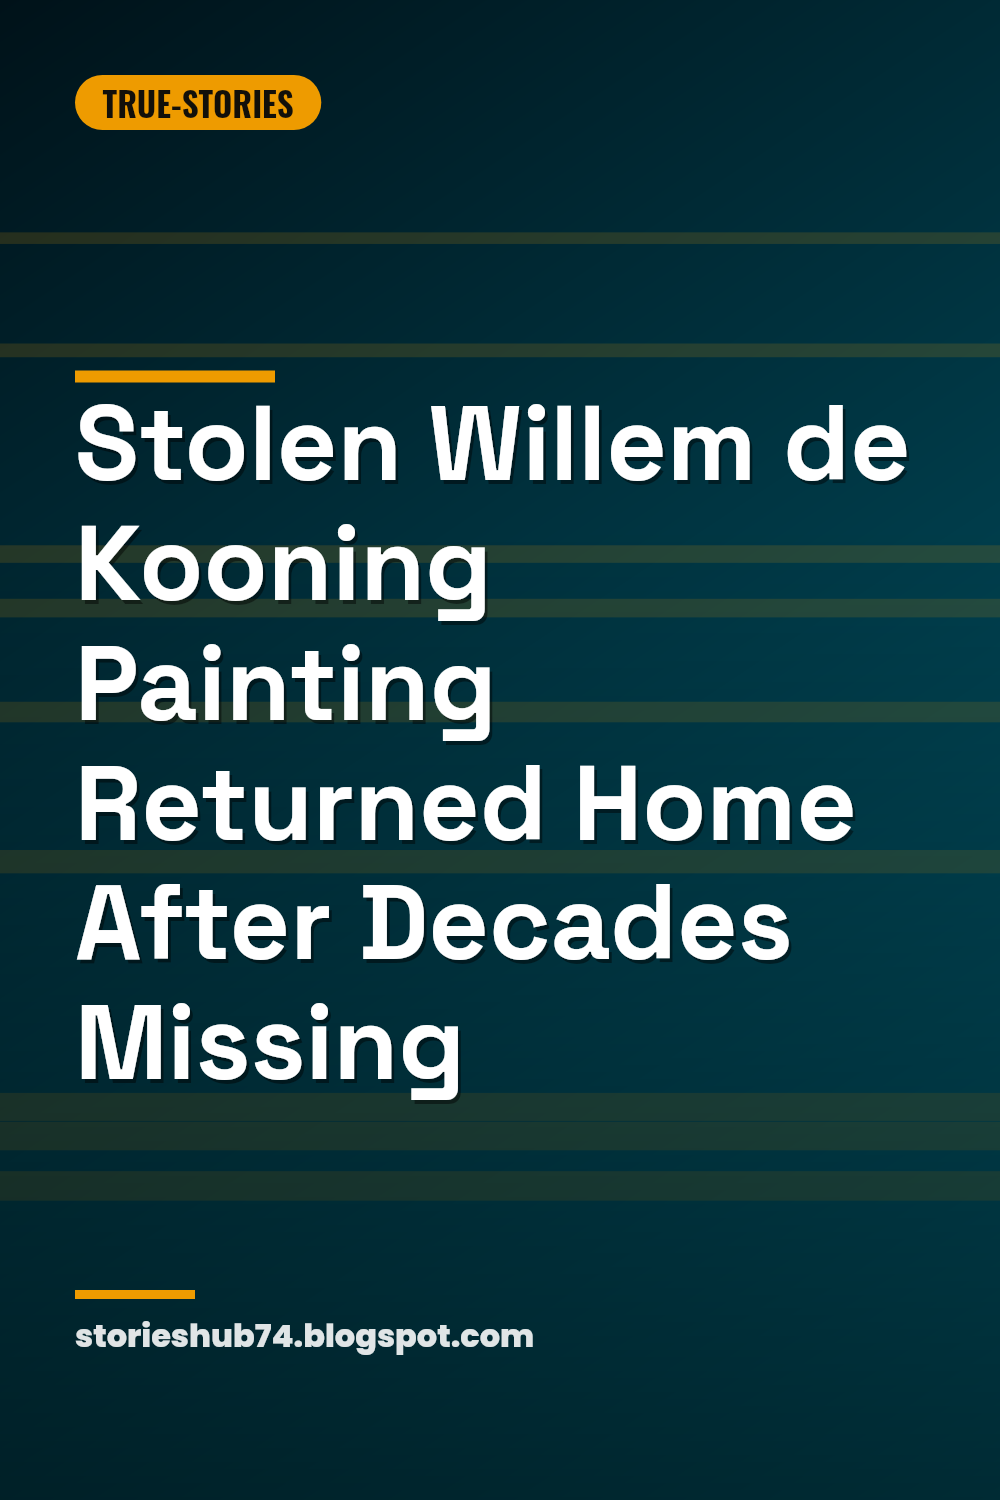 TRUE-STORIES
Stolen Willem de
Kooning
Painting
Returned Home
After Decades
Missing
storieshub74.blogspot.com